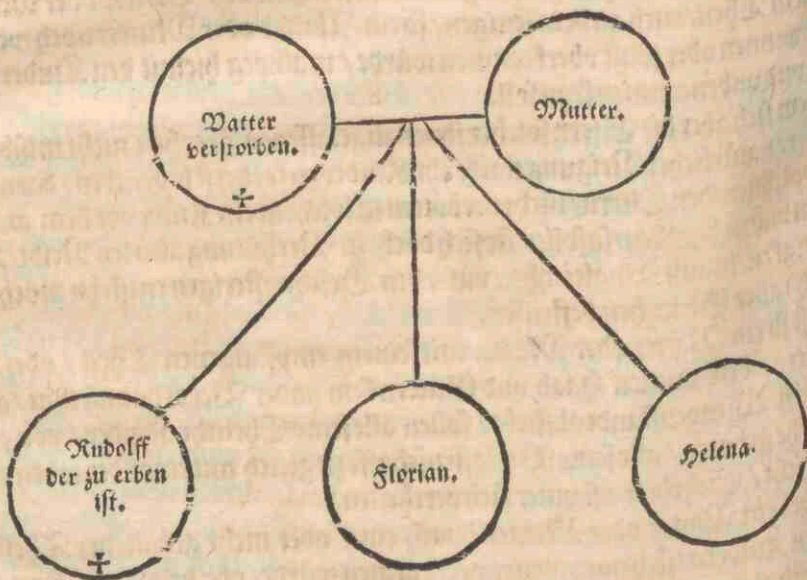 Vatter
verstorben.
Mutter.
Rudolff
der zu erben
ist.
Florian.
Helena.